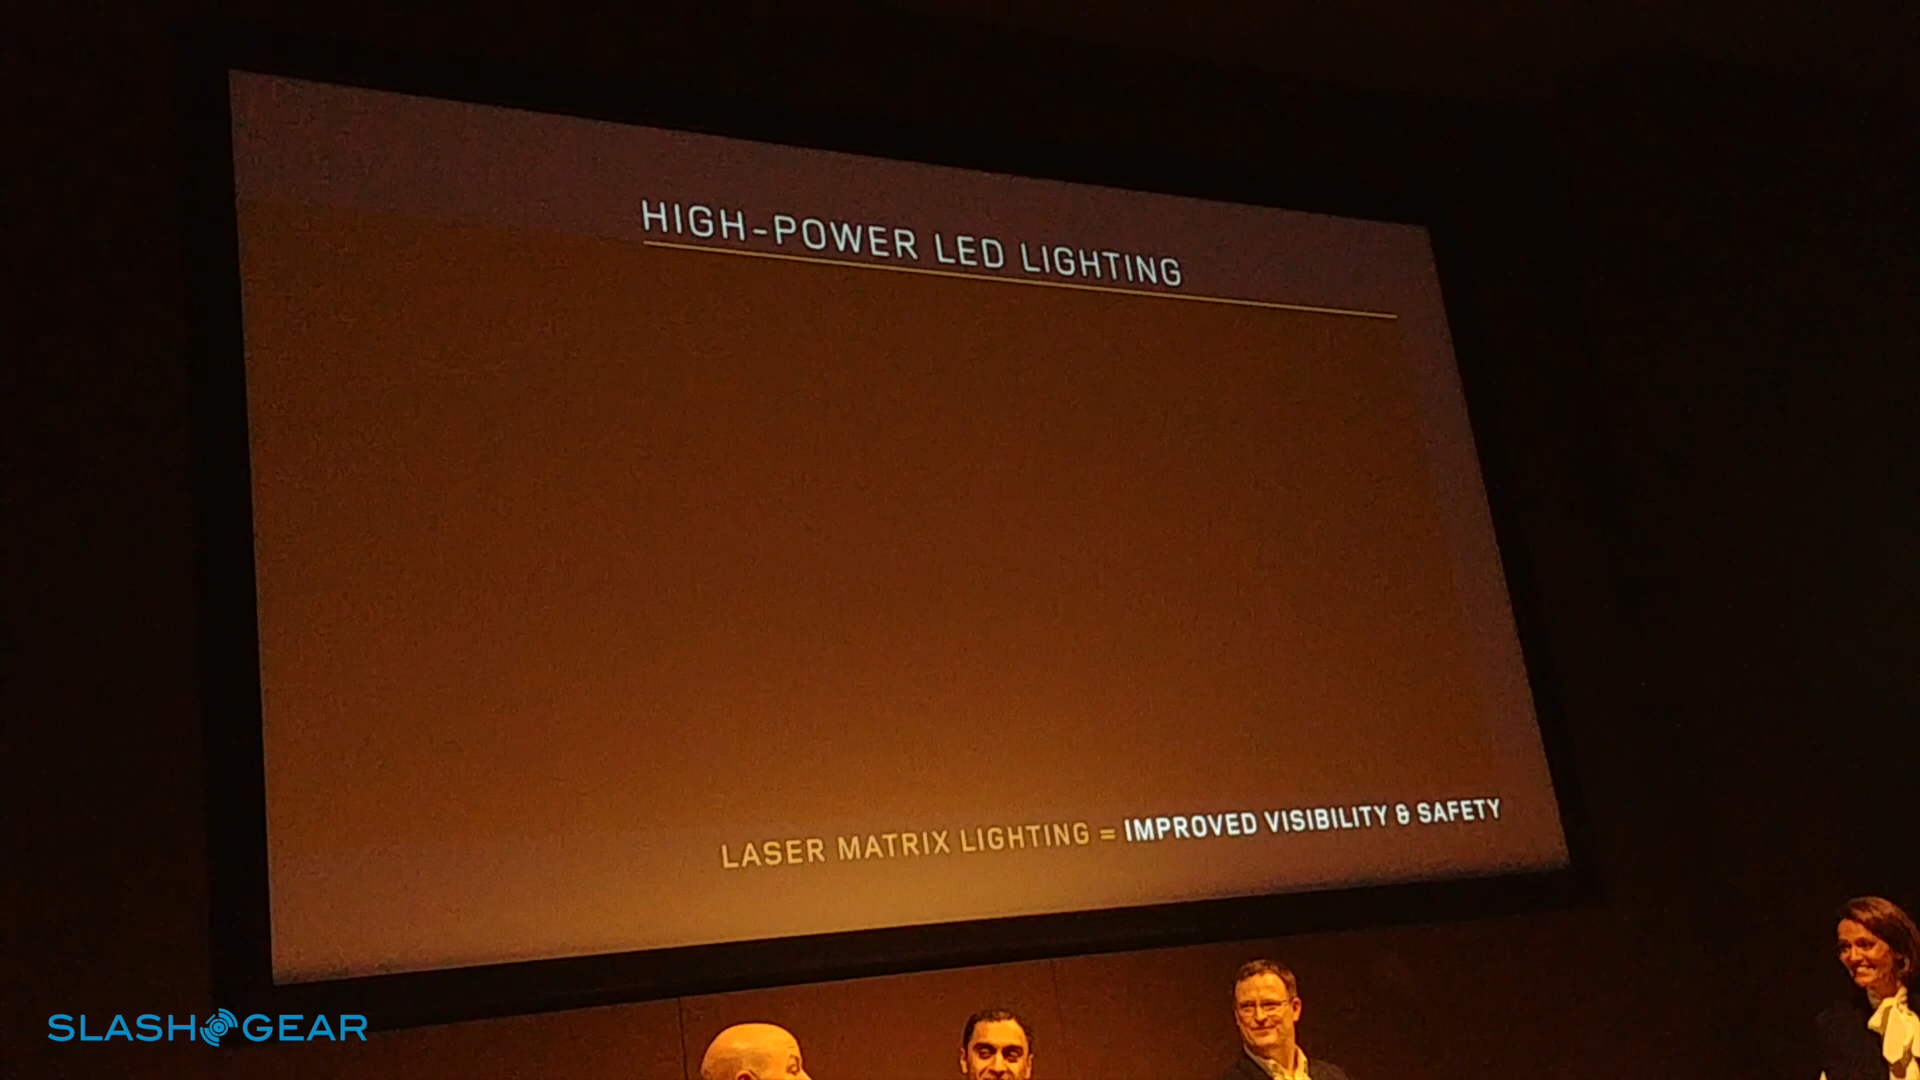 HIGH-POWER LED LIGHTING
LASER MATRIX LIGHTING = IMPROVED VISIBILITY & SAFETY
SLASHGEAR